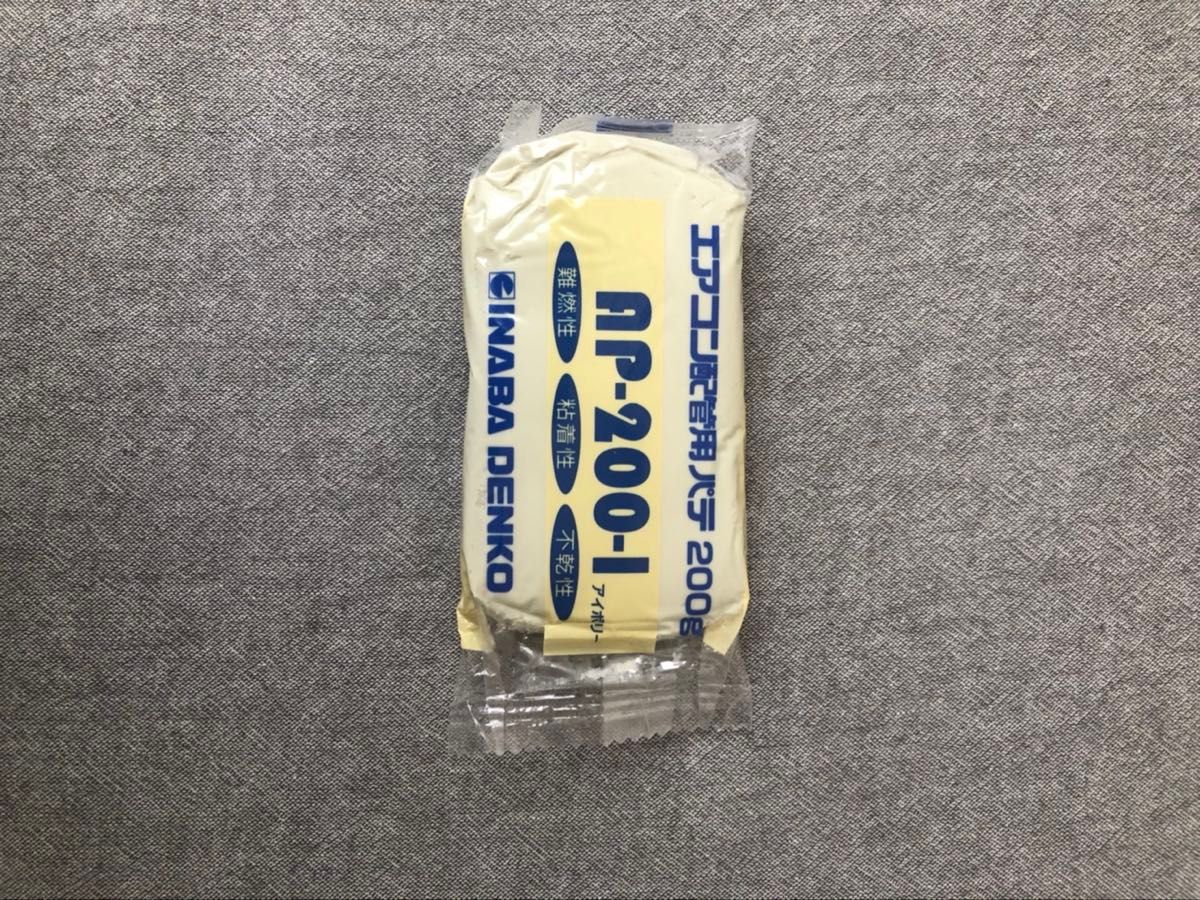 エアコン配管用パテ 200g
AP-200-I アイボリー
難燃性 粘着性 不乾性
INABA DENKO